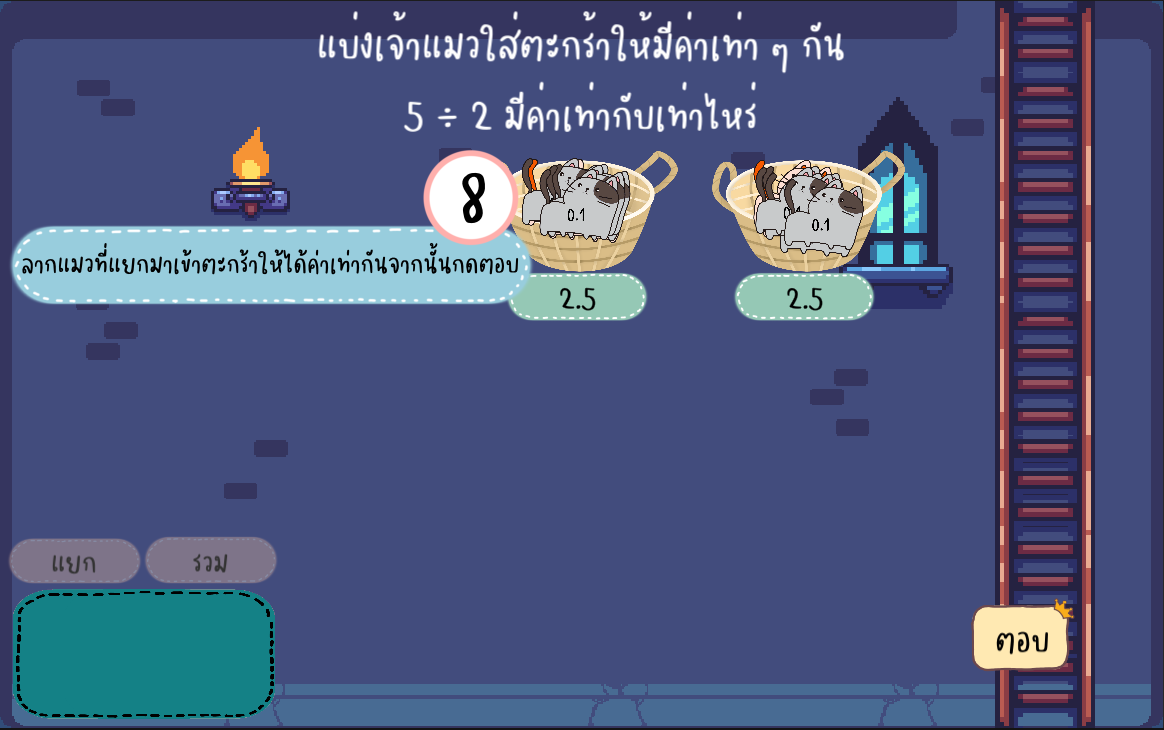 แบ่งเจ้าแมวใส่ตะกร้าให้มีค่าเท่า ๆ กัน
5 ÷ 2 มีค่าเท่ากับเท่าไหร่
8
0.1
0.1
ลากแมวที่แยกมาเข้าตะกร้าให้ได้ค่าเท่ากันจากนั้นกดตอบ
2.5
2.5
แยก
รวม
ตอบ